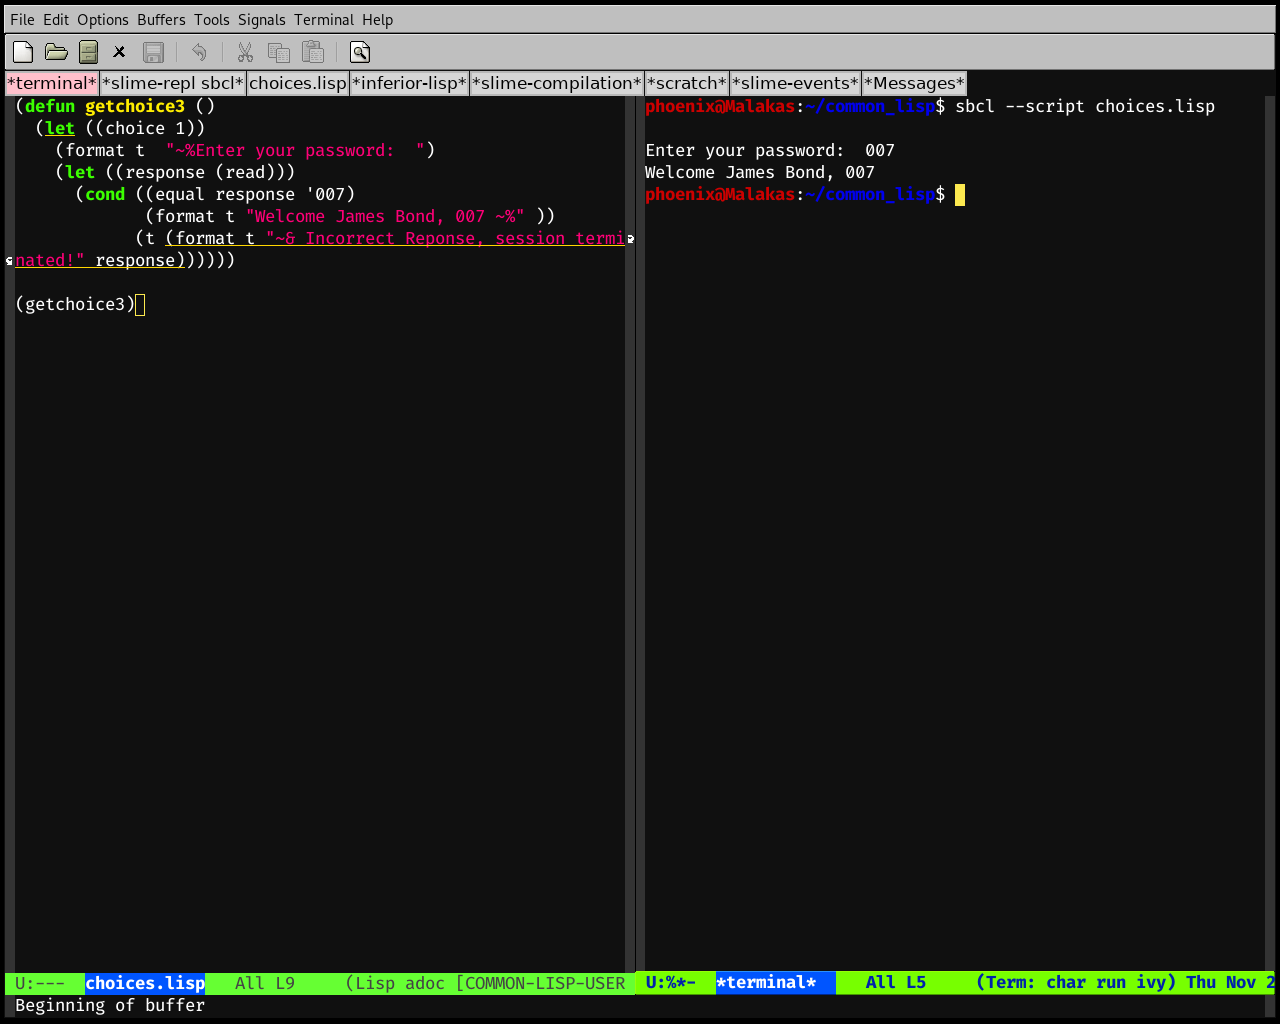 File Edit Options Buffers Tools Signals Terminal Help
*terminal* *slime-repl sbcl* choices.lisp *inferior-lisp* *slime-compilation* *scratch* *slime-events* *Messages*
(defun getchoice3 ()
  (let ((choice 1))
    (format t  "~%Enter your password:  ")
    (let ((response (read)))
      (cond ((equal response '007)
             (format t "Welcome James Bond, 007 ~%" ))
            (t (format t "~& Incorrect Reponse, session termi
nated!" response))))))
(getchoice3)
U:---  choices.lisp   All L9     (Lisp adoc [COMMON-LISP-USER
phoenix@Malakas:~/common_lisp$ sbcl --script choices.lisp
Enter your password:  007
Welcome James Bond, 007
phoenix@Malakas:~/common_lisp$
U:%*-  *terminal*     All L5     (Term: char run ivy) Thu Nov 2
Beginning of buffer